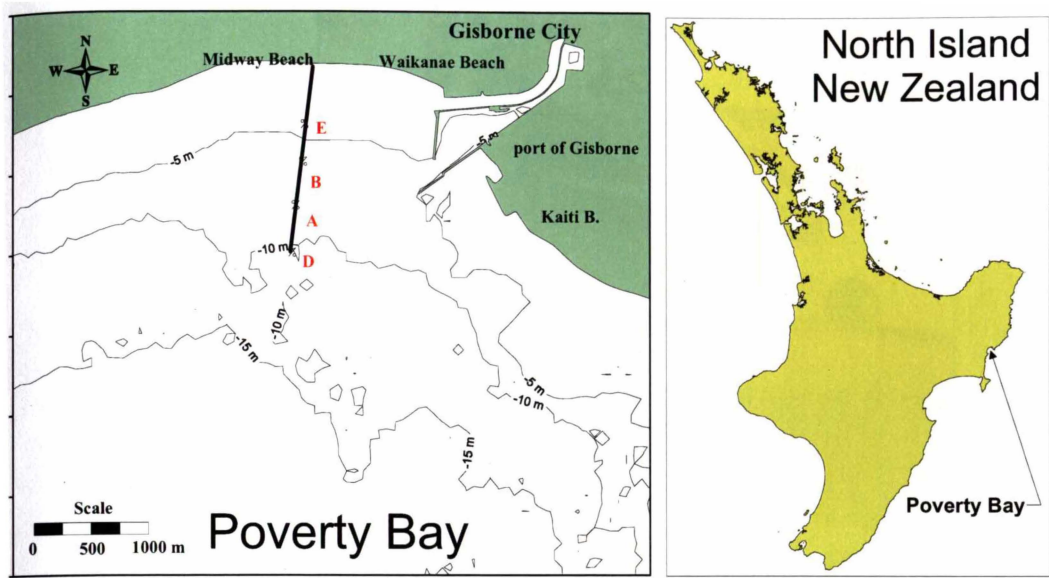 Gisborne City
N
W E
S
Midway Beach
Waikanae Beach
E
-5 m
-5 m
port of Gisborne
B
A
Kaiti B.
-10 m
D
-10 m
-15 m
-5 m
-10 m
-15 m
Scale
0 500 1000 m
Poverty Bay
North Island
New Zealand
Poverty Bay